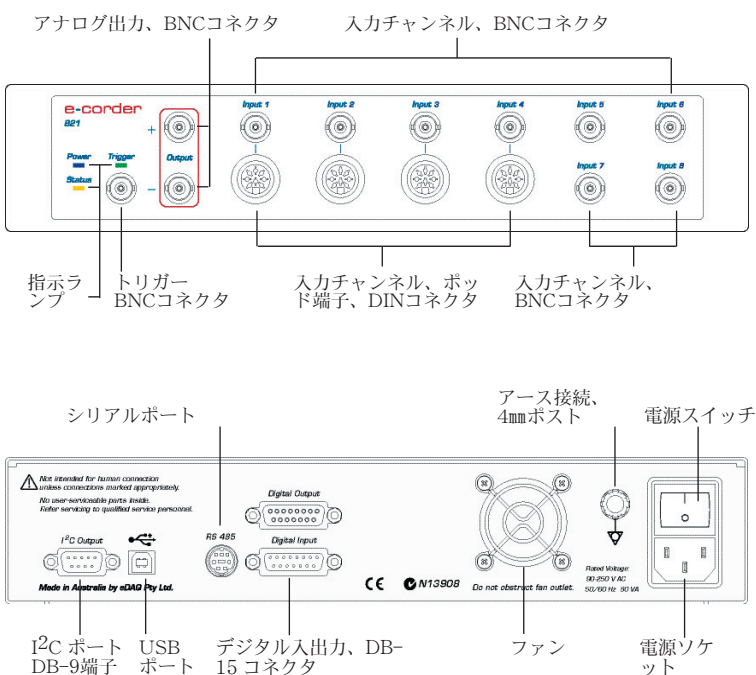 アナログ出力、BNCコネクタ
入力チャンネル、BNCコネクタ
e-corder
821
Input 1
Input 2
Input 3
Input 4
Input 5
Input 6
+
Power
Trigger
Output
Input 7
Input 8
Status
−
指示ラ
ンプ
トリガー
BNCコネクタ
入力チャンネル、ポッ
ド端子、DINコネクタ
入力チャンネル、
BNCコネクタ
シリアルポート
アース接続、
4㎜ポスト
電源スイッチ
Not intended for human connection
unless connections marked appropriately.
No user-serviceable parts inside.
Refer servicing to qualified service personnel.
Digital Output
I²C Output
RS 485
Digital Input
Made in Australia by eDAQ Pty Ltd.
CE
N13908
Do not obstruct fan outlet.
Rated Voltage:
90-250 V AC
50/60 Hz 60 VA
I²C ポート
DB-9端子
USB
ポート
デジタル入出力、DB-
15 コネクタ
ファン
電源ソケ
ット